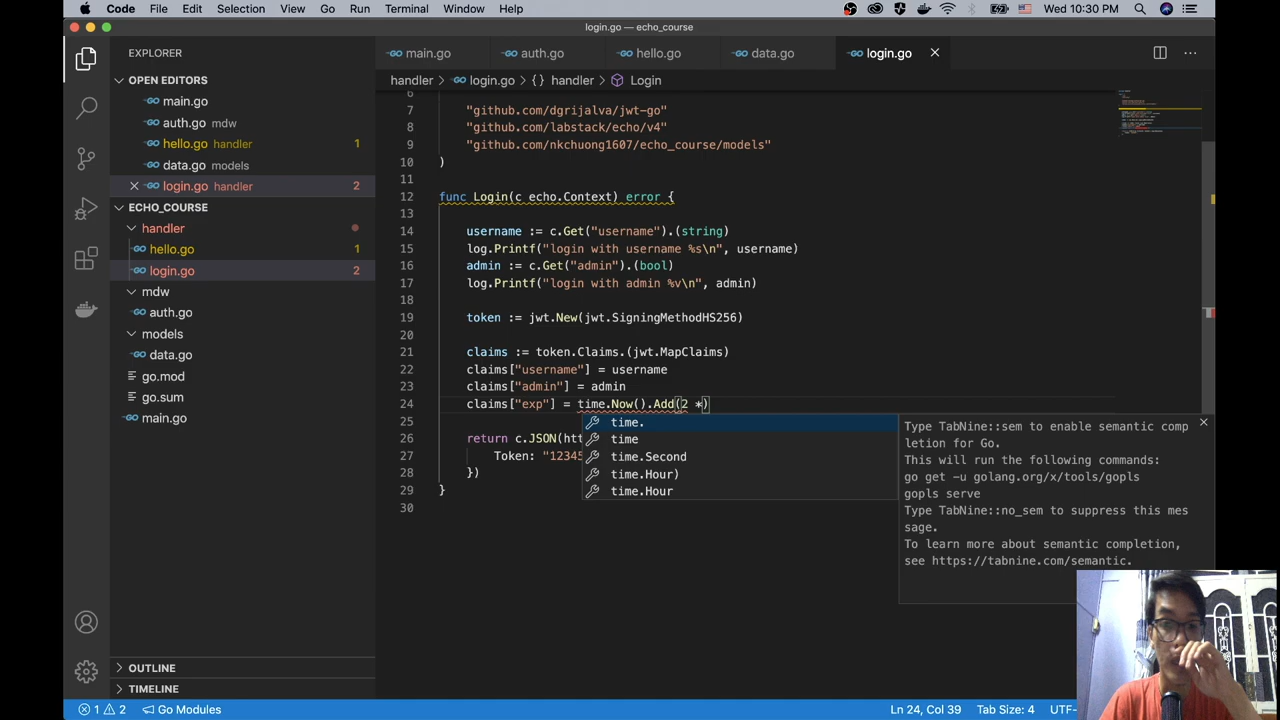 Code File Edit Selection View Go Run Terminal Window Help Wed 10:30 PM
login.go — echo_course
EXPLORER
OPEN EDITORS
main.go
auth.go mdw
hello.go handler 1
data.go models
login.go handler 2
ECHO_COURSE
handler
hello.go 1
login.go 2
mdw
auth.go
models
data.go
go.mod
go.sum
main.go
OUTLINE
TIMELINE
main.go auth.go hello.go data.go login.go
handler login.go {} handler Login
6
7 "github.com/dgrijalva/jwt-go"
8 "github.com/labstack/echo/v4"
9 "github.com/nkchuong1607/echo_course/models"
10 )
11
12 func Login(c echo.Context) error {
13
14 username := c.Get("username").(string)
15 log.Printf("login with username %s\n", username)
16 admin := c.Get("admin").(bool)
17 log.Printf("login with admin %v\n", admin)
18
19 token := jwt.New(jwt.SigningMethodHS256)
20
21 claims := token.Claims.(jwt.MapClaims)
22 claims["username"] = username
23 claims["admin"] = admin
24 claims["exp"] = time.Now().Add(2 *)
25
26 return c.JSON(htt
27 Token: "12345
28 })
29 }
30
time.
time
time.Second
time.Hour)
time.Hour
Type TabNine::sem to enable semantic comp
letion for Go.
This will run the following commands:
go get -u golang.org/x/tools/gopls
gopls serve
Type TabNine::no_sem to suppress this mes
sage.
To learn more about semantic completion,
see https://tabnine.com/semantic.
1 2 Go Modules Ln 24, Col 39 Tab Size: 4 UTF-